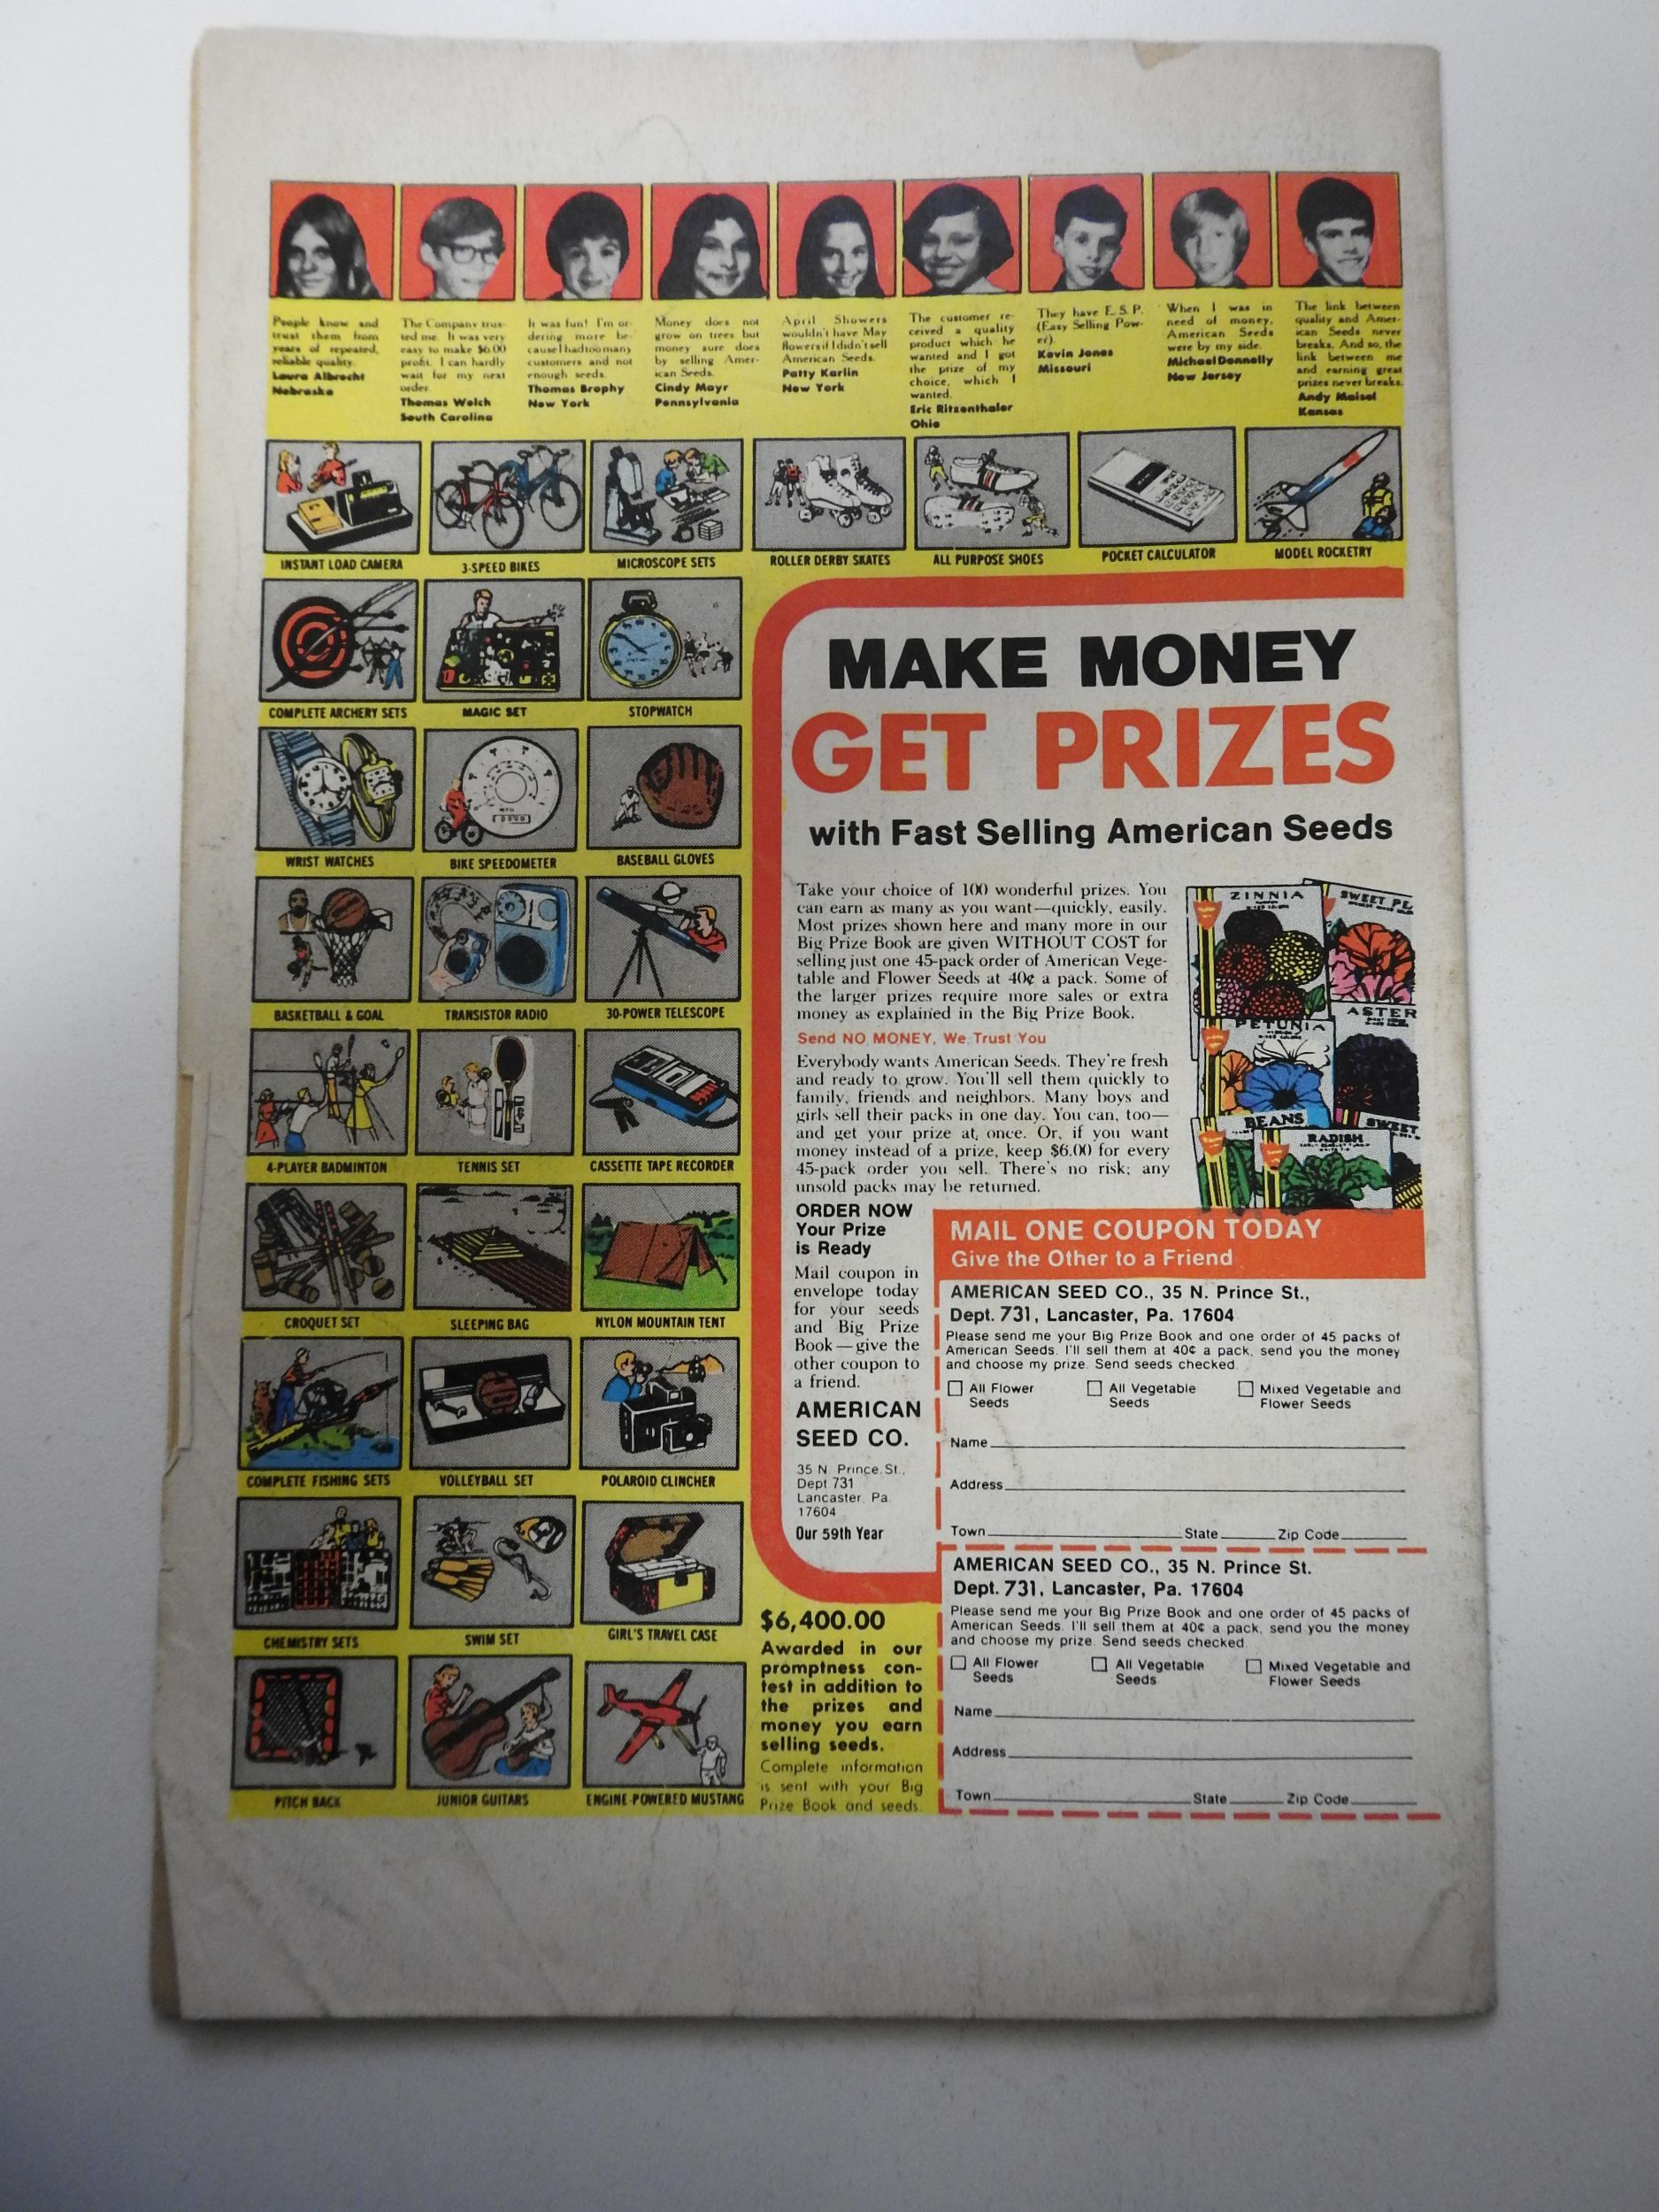 People know and
trust them from
years of repeated,
reliable quality.
Laura Albrecht
Nebraska
The Company trus-
ted me. It was very
easy to make $6.00
profit. I can hardly
wait for my next
order.
Thomas Welch
South Carolina
It was fun! I'm or-
dering more be-
cause I had too many
customers and not
enough seeds.
Thomas Brophy
New York
Money does not
grow on trees but
money sure does
by selling Amer-
ican Seeds.
Cindy Mayr
Pennsylvania
April Showers
wouldn't have May
flowers if I didn't sell
American Seeds.
Patty Karlin
New York
The customer re-
ceived a quality
product which he
wanted and I got
the prize of my
choice, which I
wanted.
Eric Ritzenthaler
Ohio
They have E.S.P.
(Easy Selling Pow-
er).
Kevin Jones
Missouri
When I was in
need of money,
American Seeds
were by my side.
Michael Donnelly
New Jersey
The link between
quality and Amer-
ican Seeds never
breaks. And so, the
link between me
and earning great
prizes never breaks.
Andy Maisel
Kansas
INSTANT LOAD CAMERA
3-SPEED BIKES
MICROSCOPE SETS
ROLLER DERBY SKATES
ALL PURPOSE SHOES
POCKET CALCULATOR
MODEL ROCKETRY
COMPLETE ARCHERY SETS
MAGIC SET
STOPWATCH
WRIST WATCHES
BIKE SPEEDOMETER
BASEBALL GLOVES
BASKETBALL & GOAL
TRANSISTOR RADIO
30-POWER TELESCOPE
4-PLAYER BADMINTON
TENNIS SET
CASSETTE TAPE RECORDER
CROQUET SET
SLEEPING BAG
NYLON MOUNTAIN TENT
COMPLETE FISHING SETS
VOLLEYBALL SET
POLAROID CLINCHER
CHEMISTRY SETS
SWIM SET
GIRL'S TRAVEL CASE
PITCH BACK
JUNIOR GUITARS
ENGINE-POWERED MUSTANG
MAKE MONEY
GET PRIZES
with Fast Selling American Seeds
Take your choice of 100 wonderful prizes. You
can earn as many as you want—quickly, easily.
Most prizes shown here and many more in our
Big Prize Book are given WITHOUT COST for
selling just one 45-pack order of American Vege-
table and Flower Seeds at 40¢ a pack. Some of
the larger prizes require more sales or extra
money as explained in the Big Prize Book.
Send NO MONEY, We Trust You
Everybody wants American Seeds. They're fresh
and ready to grow. You'll sell them quickly to
family, friends and neighbors. Many boys and
girls sell their packs in one day. You can, too—
and get your prize at once. Or, if you want
money instead of a prize, keep $6.00 for every
45-pack order you sell. There's no risk; any
unsold packs may be returned.
ZINNIA
SWEET PE
ASTER
PETUNIA
BEANS
SWEET
RADISH
ORDER NOW
Your Prize
is Ready
Mail coupon in
envelope today
for your seeds
and Big Prize
Book—give the
other coupon to
a friend.
AMERICAN
SEED CO.
35 N. Prince St.,
Dept 731
Lancaster, Pa.
17604
Our 59th Year
MAIL ONE COUPON TODAY
Give the Other to a Friend
AMERICAN SEED CO., 35 N. Prince St.,
Dept. 731, Lancaster, Pa. 17604
Please send me your Big Prize Book and one order of 45 packs of
American Seeds. I'll sell them at 40¢ a pack, send you the money
and choose my prize. Send seeds checked.
All Flower
Seeds
All Vegetable
Seeds
Mixed Vegetable and
Flower Seeds
Name
Address
Town State Zip Code
AMERICAN SEED CO., 35 N. Prince St.
Dept. 731, Lancaster, Pa. 17604
Please send me your Big Prize Book and one order of 45 packs of
American Seeds. I'll sell them at 40¢ a pack, send you the money
and choose my prize. Send seeds checked
All Flower
Seeds
All Vegetable
Seeds
Mixed Vegetable and
Flower Seeds
Name
Address
Town State Zip Code
$6,400.00
Awarded in our
promptness con-
test in addition to
the prizes and
money you earn
selling seeds.
Complete information
is sent with your Big
Prize Book and seeds.